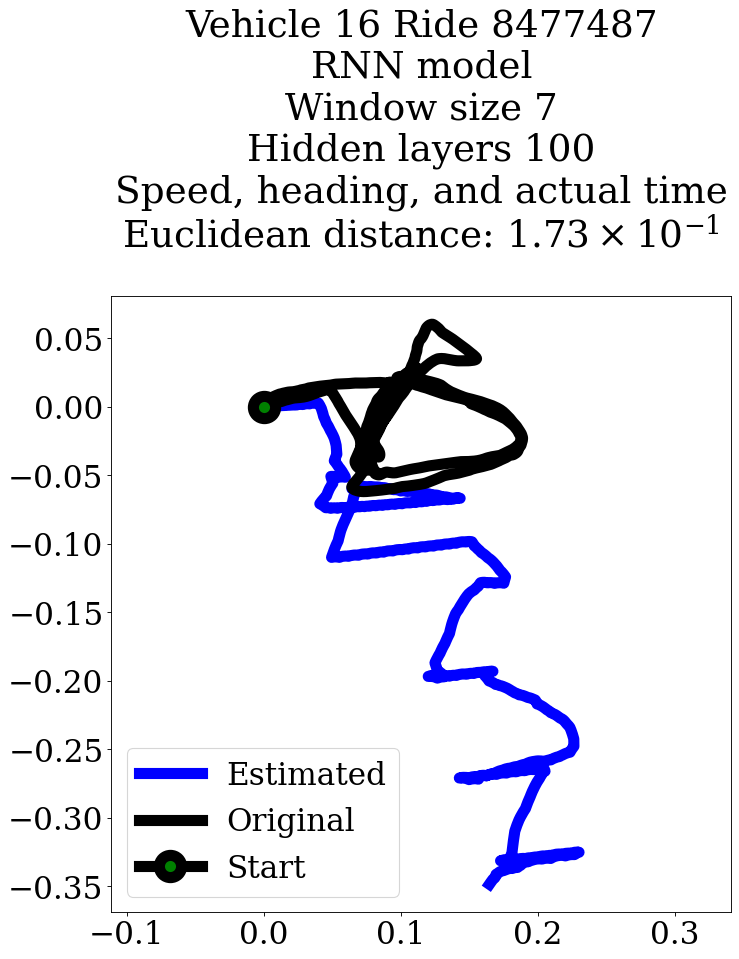 Vehicle 16 Ride 8477487
RNN model
Window size 7
Hidden layers 100
Speed, heading, and actual time
Euclidean distance: 1.73 × 10⁻¹
0.05
0.00
−0.05
−0.10
−0.15
−0.20
−0.25
−0.30
−0.35
Estimated
Original
Start
−0.1 0.0 0.1 0.2 0.3